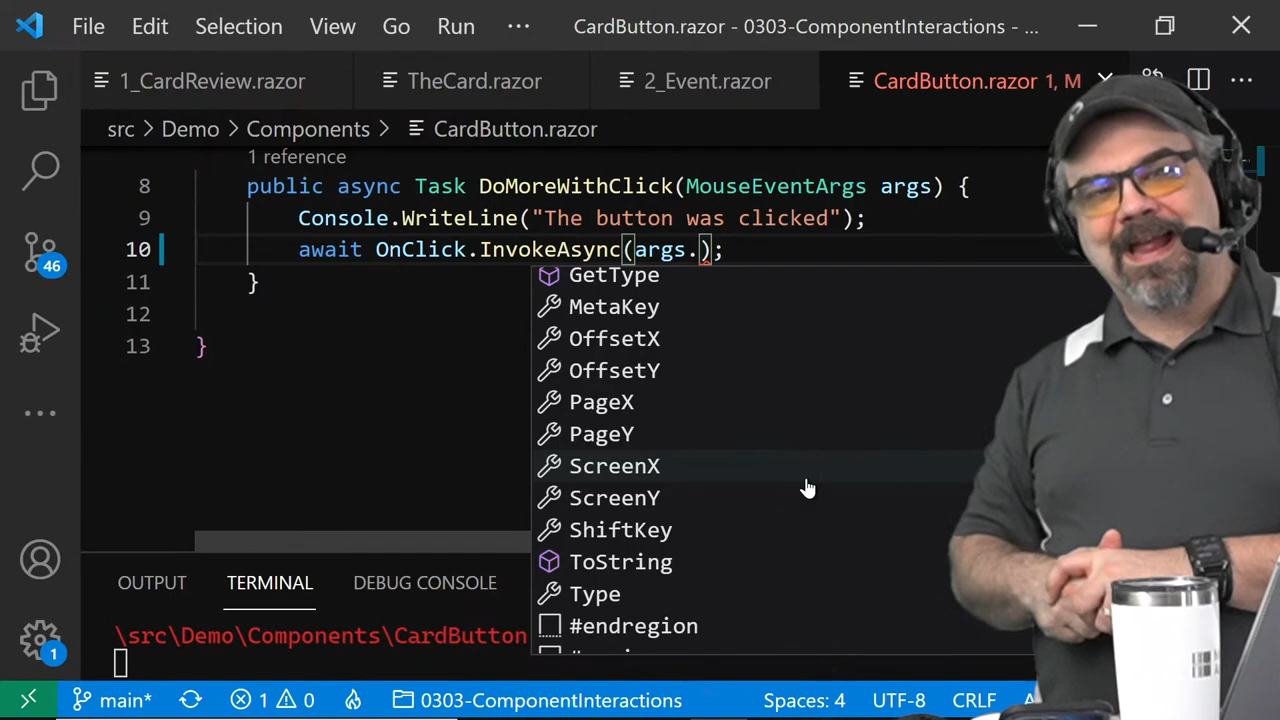 File Edit Selection View Go Run ··· CardButton.razor - 0303-ComponentInteractions - ...
1_CardReview.razor TheCard.razor 2_Event.razor CardButton.razor 1, M
src > Demo > Components > CardButton.razor
1 reference
8 public async Task DoMoreWithClick(MouseEventArgs args) {
9 Console.WriteLine("The button was clicked");
10 await OnClick.InvokeAsync(args.);
11 }
12
13 }
GetType
MetaKey
OffsetX
OffsetY
PageX
PageY
ScreenX
ScreenY
ShiftKey
ToString
Type
#endregion
46
1
OUTPUT TERMINAL DEBUG CONSOLE
\src\Demo\Components\CardButton
main* 1 0 0303-ComponentInteractions Spaces: 4 UTF-8 CRLF